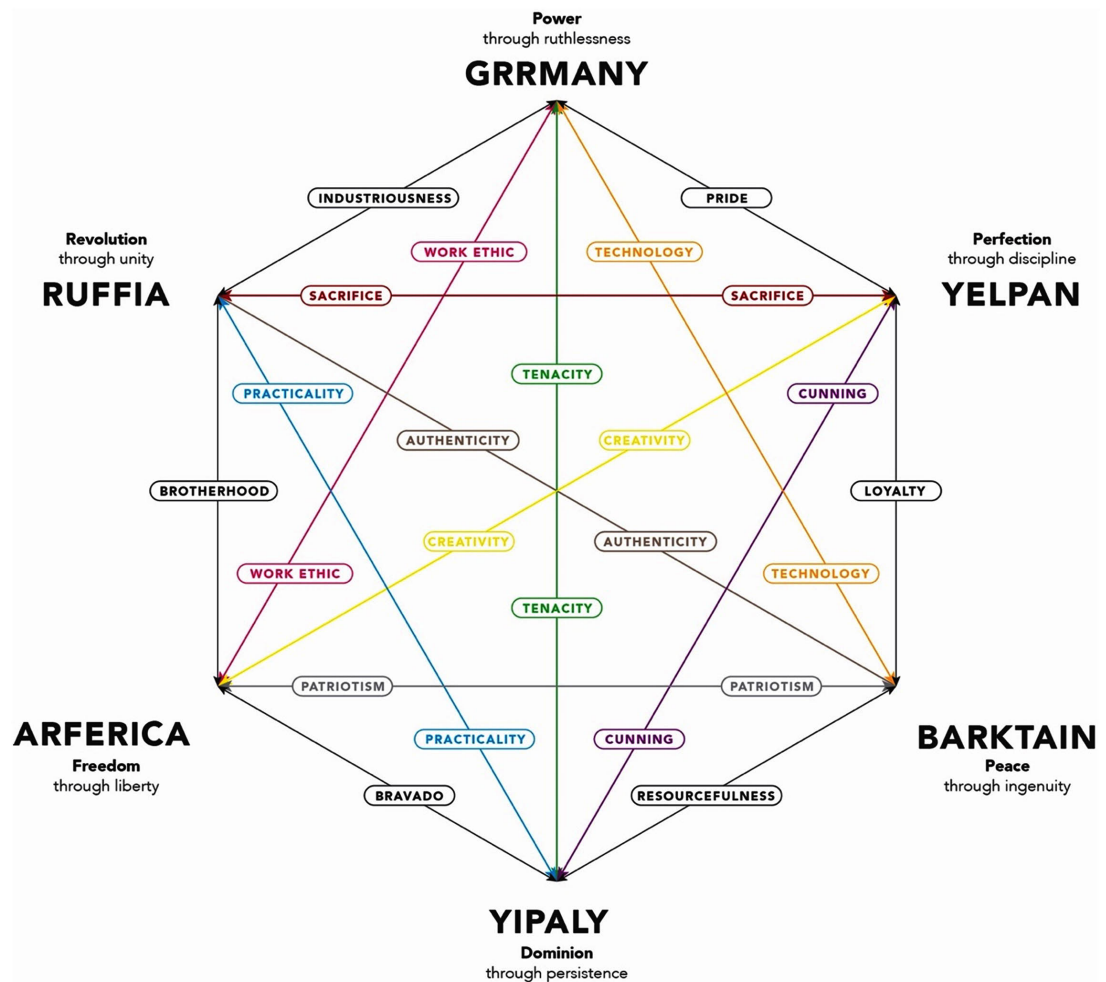 Power
through ruthlessness
GRRMANY
INDUSTRIOUSNESS
PRIDE
Revolution
through unity
RUFFIA
WORK ETHIC
TECHNOLOGY
Perfection
through discipline
YELPAN
SACRIFICE
SACRIFICE
TENACITY
PRACTICALITY
CUNNING
AUTHENTICITY
CREATIVITY
BROTHERHOOD
LOYALTY
CREATIVITY
AUTHENTICITY
WORK ETHIC
TECHNOLOGY
TENACITY
PATRIOTISM
PATRIOTISM
ARFERICA
Freedom
through liberty
PRACTICALITY
CUNNING
BARKTAIN
Peace
through ingenuity
BRAVADO
RESOURCEFULNESS
YIPALY
Dominion
through persistence